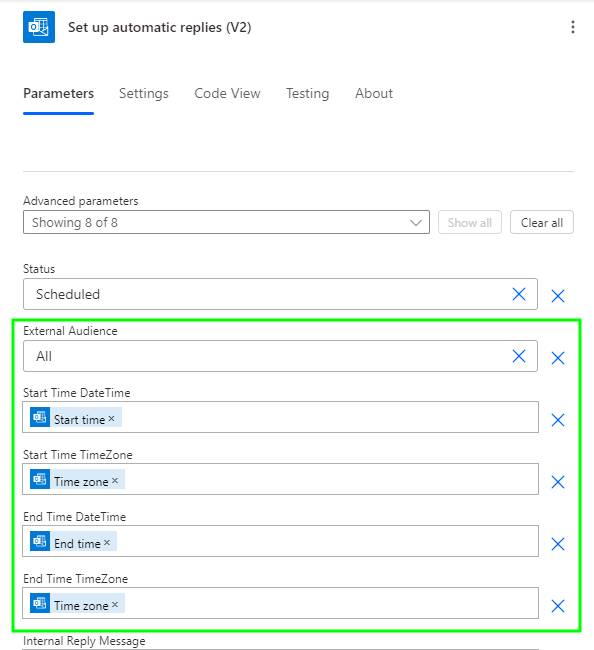 Set up automatic replies (V2)
Parameters Settings Code View Testing About
Advanced parameters
Showing 8 of 8 Show all Clear all
Status
Scheduled
External Audience
All
Start Time DateTime
Start time ×
Start Time TimeZone
Time zone ×
End Time DateTime
End time ×
End Time TimeZone
Time zone ×
Internal Reply Message